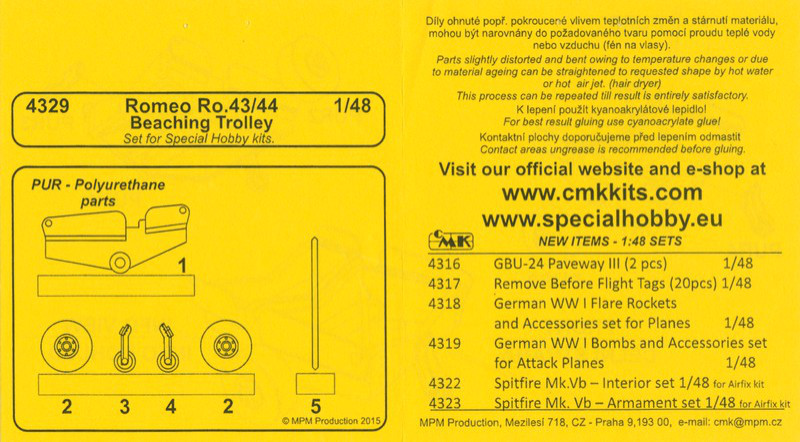 4329 Romeo Ro.43/44 1/48
Beaching Trolley
Set for Special Hobby kits.
PUR - Polyurethane
parts
1
2 3 4 2 5
© MPM Production 2015
Díly ohnuté popř. pokroucené vlivem teplotních změn a stárnutí materiálu,
mohou být narovnány do požadovaného tvaru pomocí proudu teplé vody
nebo vzduchu (fén na vlasy).
Parts slightly distorted and bent owing to temperature changes or due
to material ageing can be straightened to requested shape by hot water
or hot air jet. (hair dryer)
This process can be repeated till result is entirely satisfactory.
K lepení použít kyanoakrylátové lepidlo!
For best result gluing use cyanoacrylate glue!
Kontaktní plochy doporučujeme před lepením odmastit
Contact areas ungrease is recommended before gluing.
Visit our official website and e-shop at
www.cmkkits.com
www.specialhobby.eu
CMK NEW ITEMS - 1:48 SETS
4316 GBU-24 Paveway III (2 pcs) 1/48
4317 Remove Before Flight Tags (20pcs) 1/48
4318 German WW I Flare Rockets
and Accessories set for Planes 1/48
4319 German WW I Bombs and Accessories set
for Attack Planes 1/48
4322 Spitfire Mk.Vb – Interior set 1/48 for Airfix kit
4323 Spitfire Mk. Vb – Armament set 1/48 for Airfix kit
MPM Production, Mezilesí 718, CZ - Praha 9,193 00, e-mail: cmk@mpm.cz